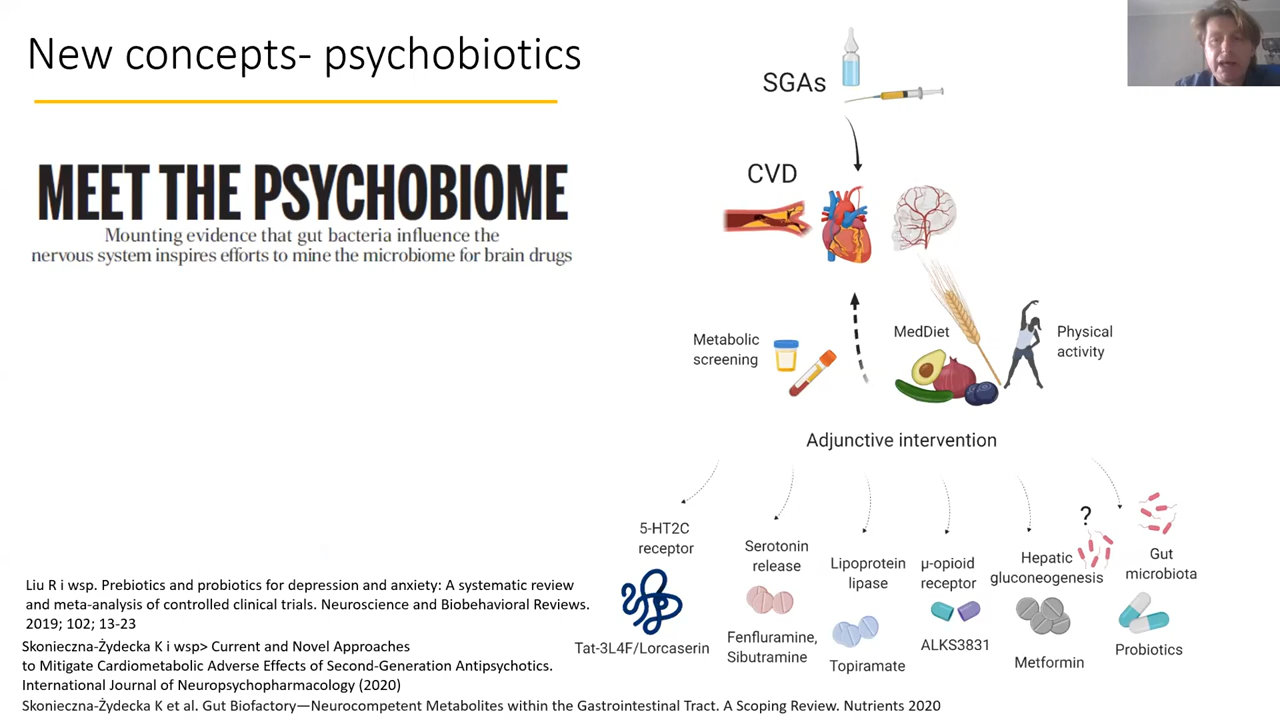 New concepts- psychobiotics
MEET THE PSYCHOBIOME
Mounting evidence that gut bacteria influence the
nervous system inspires efforts to mine the microbiome for brain drugs
SGAs
CVD
Metabolic
screening
MedDiet
Physical
activity
Adjunctive intervention
5-HT2C
receptor
Tat-3L4F/Lorcaserin
Serotonin
release
Fenfluramine,
Sibutramine
Lipoprotein
lipase
Topiramate
µ-opioid
receptor
ALKS3831
?
Hepatic
gluconeogenesis
Metformin
Gut
microbiota
Probiotics
Liu R i wsp. Prebiotics and probiotics for depression and anxiety: A systematic review
and meta-analysis of controlled clinical trials. Neuroscience and Biobehavioral Reviews.
2019; 102; 13-23
Skonieczna-Żydecka K i wsp> Current and Novel Approaches
to Mitigate Cardiometabolic Adverse Effects of Second-Generation Antipsychotics.
International Journal of Neuropsychopharmacology (2020)
Skonieczna-Żydecka K et al. Gut Biofactory—Neurocompetent Metabolites within the Gastrointestinal Tract. A Scoping Review. Nutrients 2020